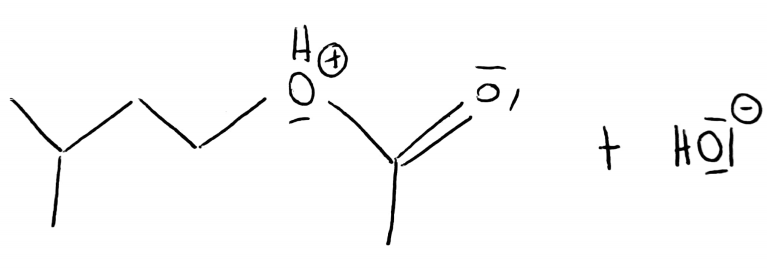 H ⊕
O O
+ HO ⊖